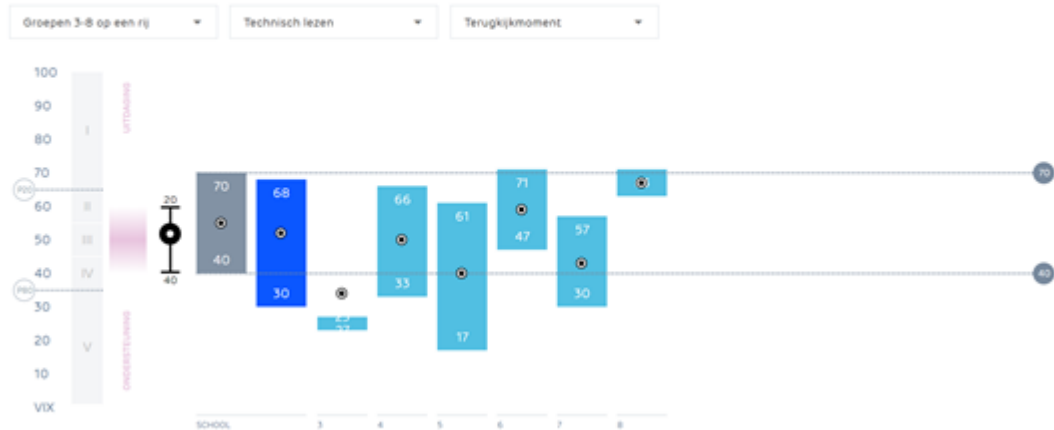 Groepen 3-8 op een rij
Technisch lezen
Terugkijkmoment
100
90
80
70
60
50
40
30
20
10
VIX
I
II
III
IV
V
P20
P80
UITDAGING
ONDERSTEUNING
20
40
70
40
68
30
66
33
61
17
71
47
57
30
70
40
SCHOOL
3
4
5
6
7
8